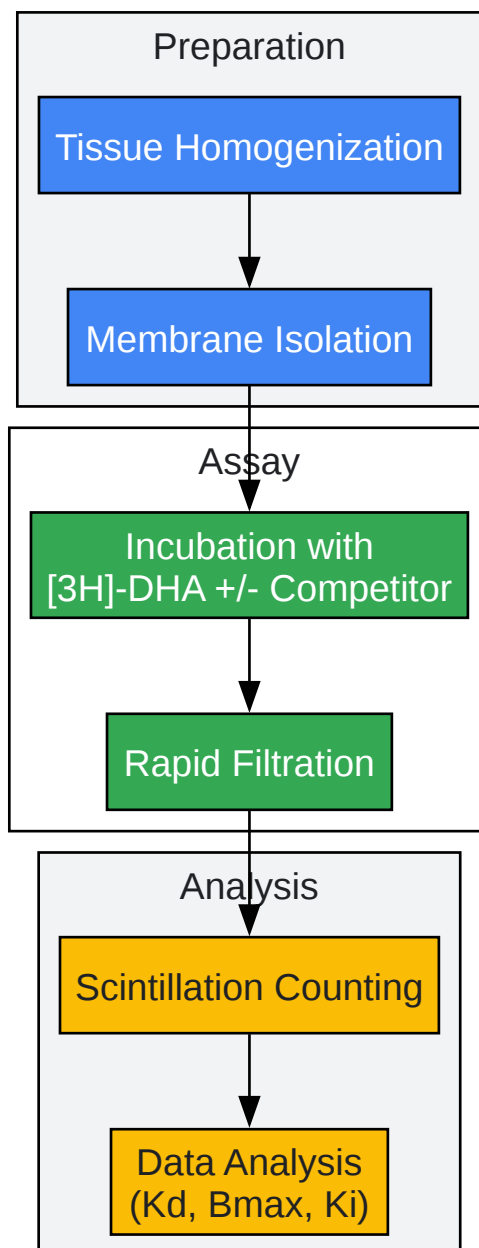 Preparation
Tissue Homogenization
Membrane Isolation
Assay
Incubation with
[3H]-DHA +/- Competitor
Rapid Filtration
Analysis
Scintillation Counting
Data Analysis
(Kd, Bmax, Ki)